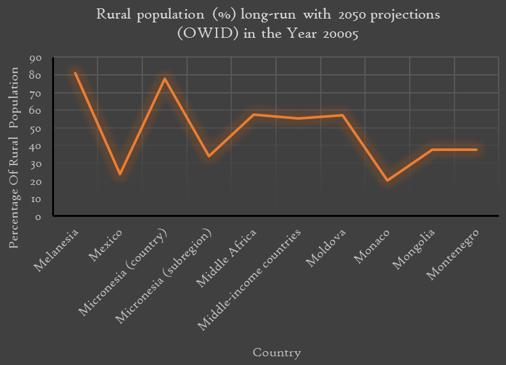 Rural population (%) long-run with 2050 projections
(OWID) in the Year 20005
Percentage Of Rural Population
90
80
70
60
50
40
30
20
10
0
Melanesia
Mexico
Micronesia (country)
Micronesia (subregion)
Middle Africa
Middle-income countries
Moldova
Monaco
Mongolia
Montenegro
Country